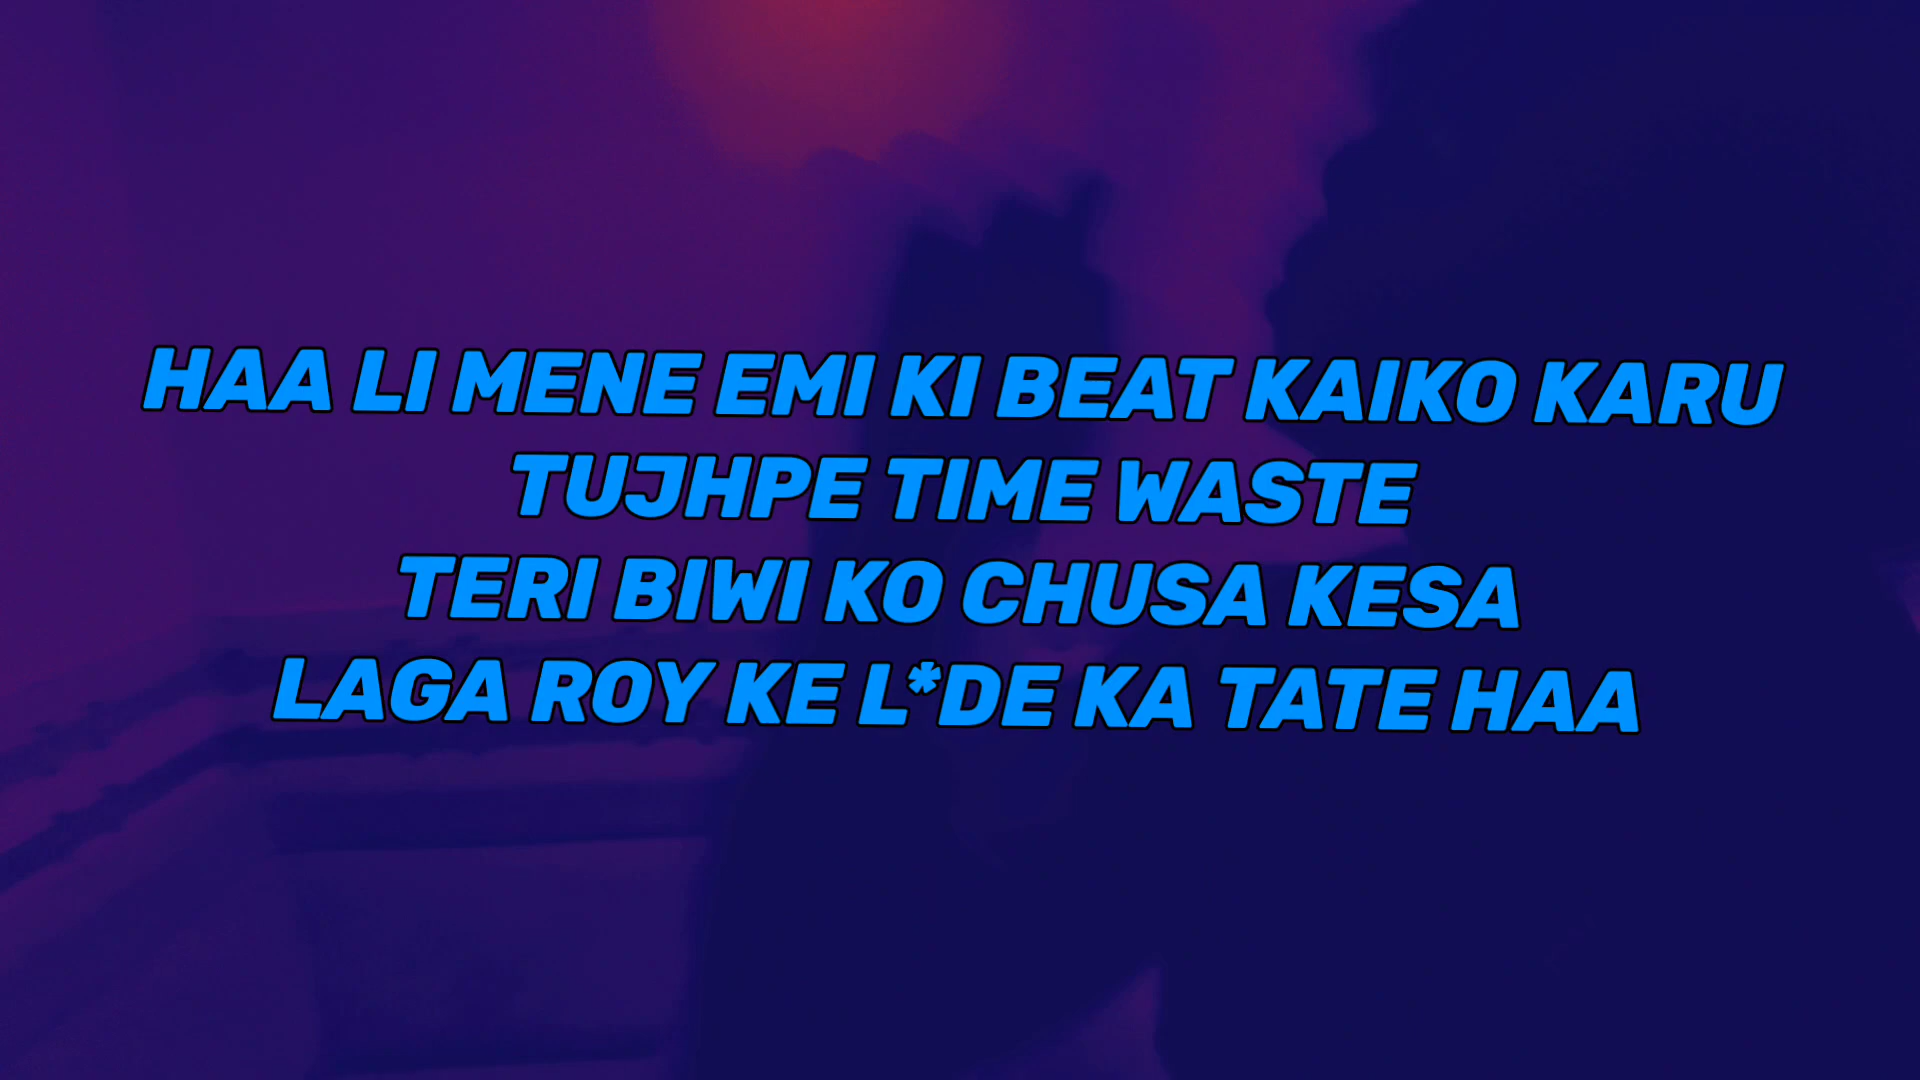 HAA LI MENE EMI KI BEAT KAIKO KARU
TUJHPE TIME WASTE
TERI BIWI KO CHUSA KESA
LAGA ROY KE L*DE KA TATE HAA